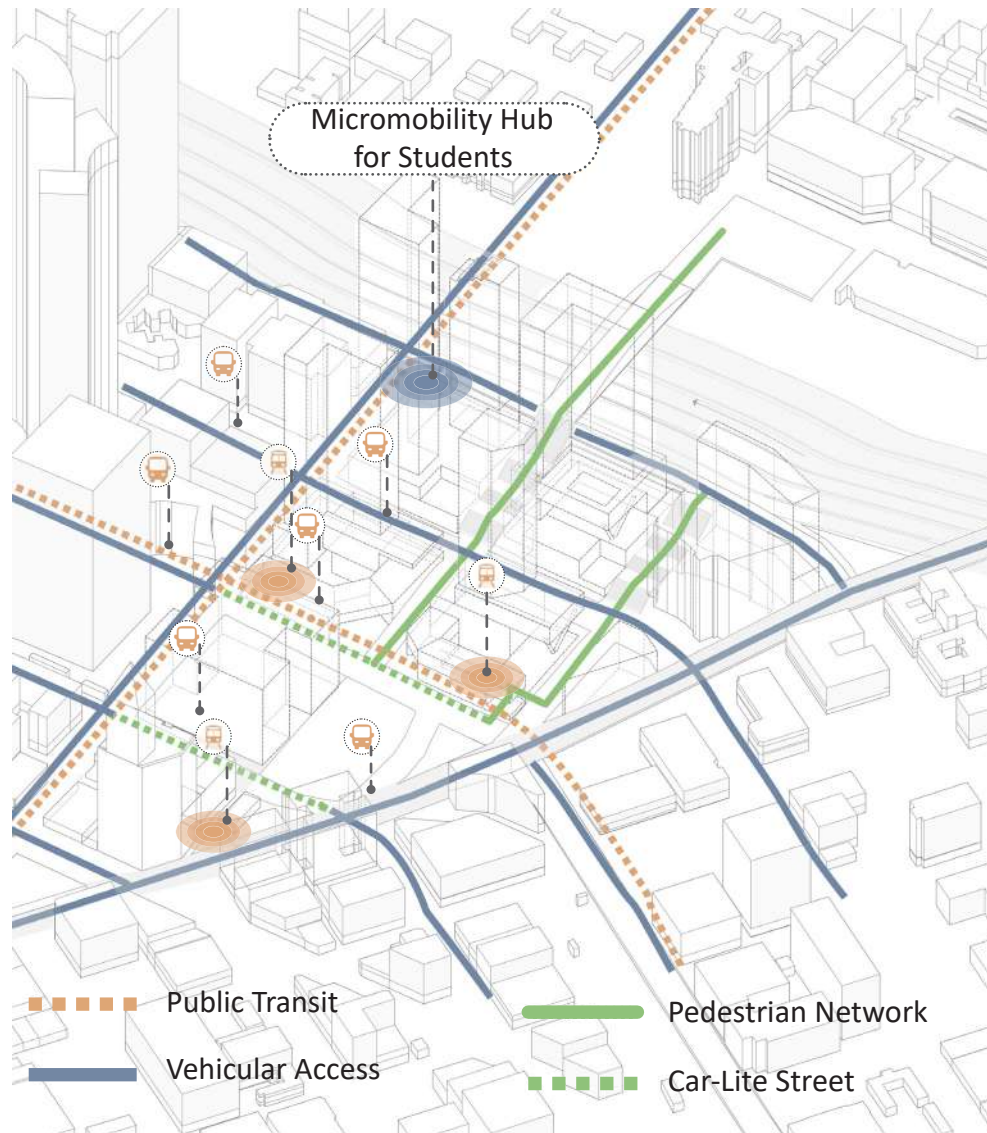 Micromobility Hub
for Students
Public Transit
Vehicular Access
Pedestrian Network
Car-Lite Street